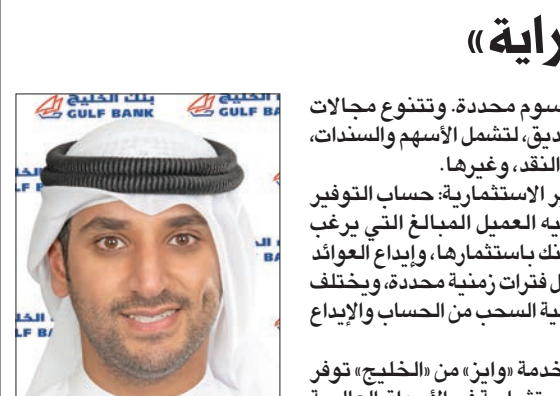 راية»
سوم محددة. وتتنوع مجالات
ديق، لتشمل الأسهم والسندات،
النقد، وغيرها.
ير الاستثمارية: حساب التوفير
يه العميل المبالغ التي يرغب
نك باستثمارها، وإيداع العوائد
ل فترات زمنية محددة، ويختلف
ية السحب من الحساب والإيداع
خدمة «وايز» من «الخليج» توفر
بنك الخليج
GULF BANK
بنك الخليج
GULF BA